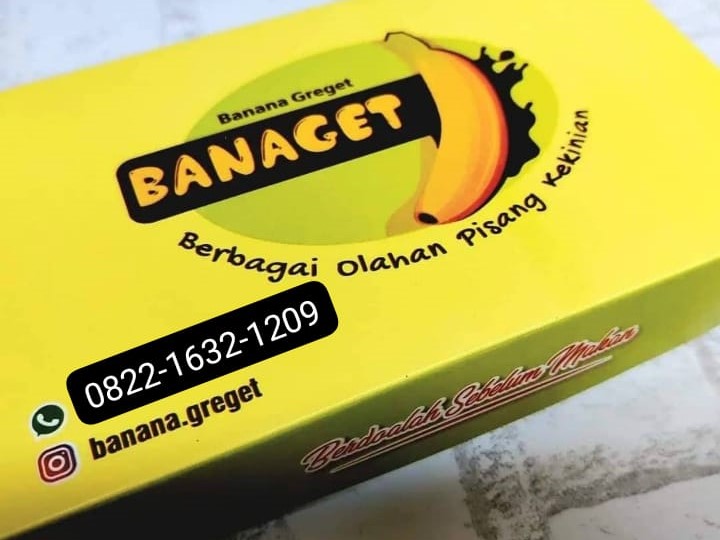 Banana Greget
BANAGET
Berbagai Olahan Pisang Kekinian
0822-1632-1209
banana.greget
Berdoalah Sebelum Makan